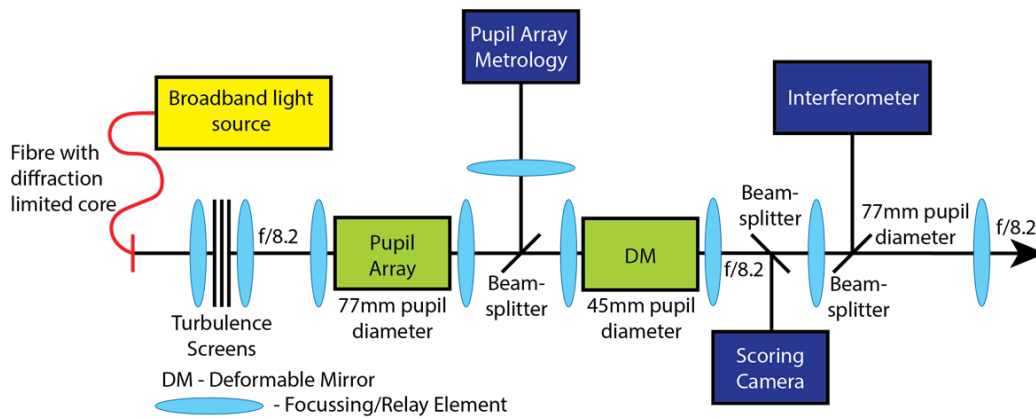 Pupil Array
Metrology
Broadband light
source
Interferometer
Fibre with
diffraction
limited core
Beam-
splitter
77mm pupil
diameter
f/8.2
f/8.2
Pupil
Array
DM
f/8.2
Beam-
splitter
Beam-
splitter
77mm pupil
diameter
45mm pupil
diameter
Turbulence
Screens
Scoring
Camera
DM - Deformable Mirror
- Focussing/Relay Element